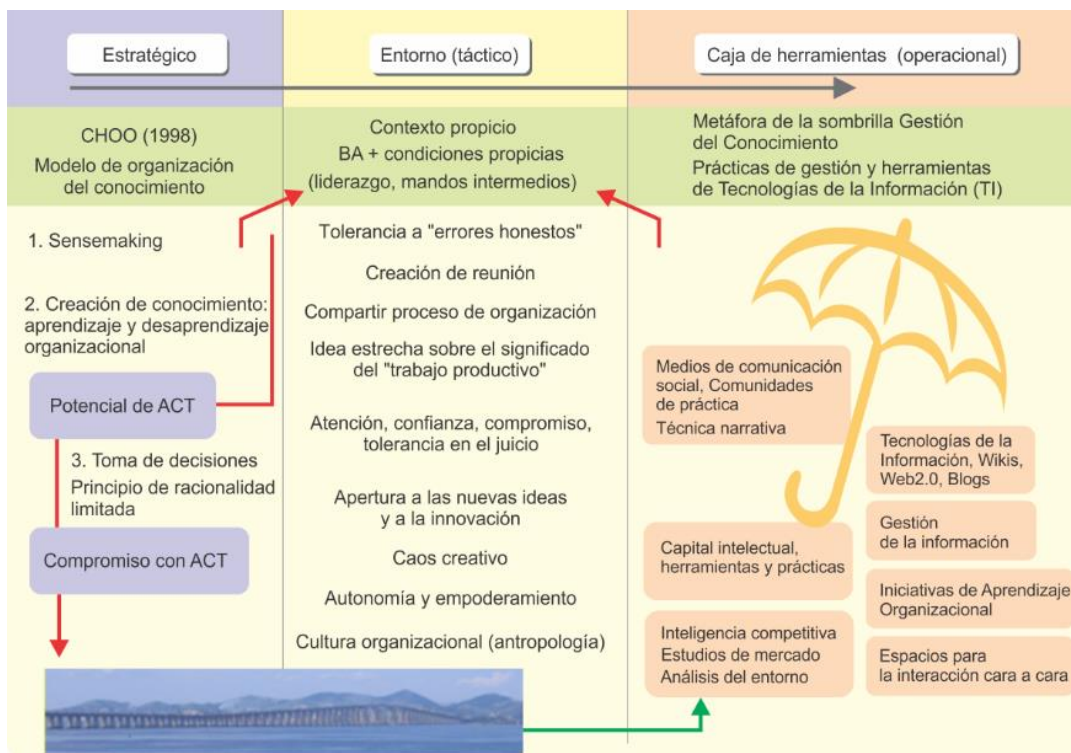 Estratégico
Entorno (táctico)
Caja de herramientas (operacional)
CHOO (1998)
Modelo de organización
del conocimiento
Contexto propicio
BA + condiciones propicias
(liderazgo, mandos intermedios)
Metáfora de la sombrilla Gestión
del Conocimiento
Prácticas de gestión y herramientas
de Tecnologías de la Información (TI)
1. Sensemaking
2. Creación de conocimiento:
aprendizaje y desaprendizaje
organizacional
Potencial de ACT
3. Toma de decisiones
Principio de racionalidad
limitada
Compromiso con ACT
Tolerancia a "errores honestos"
Creación de reunión
Compartir proceso de organización
Idea estrecha sobre el significado
del "trabajo productivo"
Atención, confianza, compromiso,
tolerancia en el juicio
Apertura a las nuevas ideas
y a la innovación
Caos creativo
Autonomía y empoderamiento
Cultura organizacional (antropología)
Medios de comunicación
social, Comunidades
de práctica
Técnica narrativa
Tecnologías de la
Información, Wikis,
Web2.0, Blogs
Capital intelectual,
herramientas y prácticas
Gestión
de la información
Iniciativas de Aprendizaje
Organizacional
Inteligencia competitiva
Estudios de mercado
Análisis del entorno
Espacios para
la interacción cara a cara